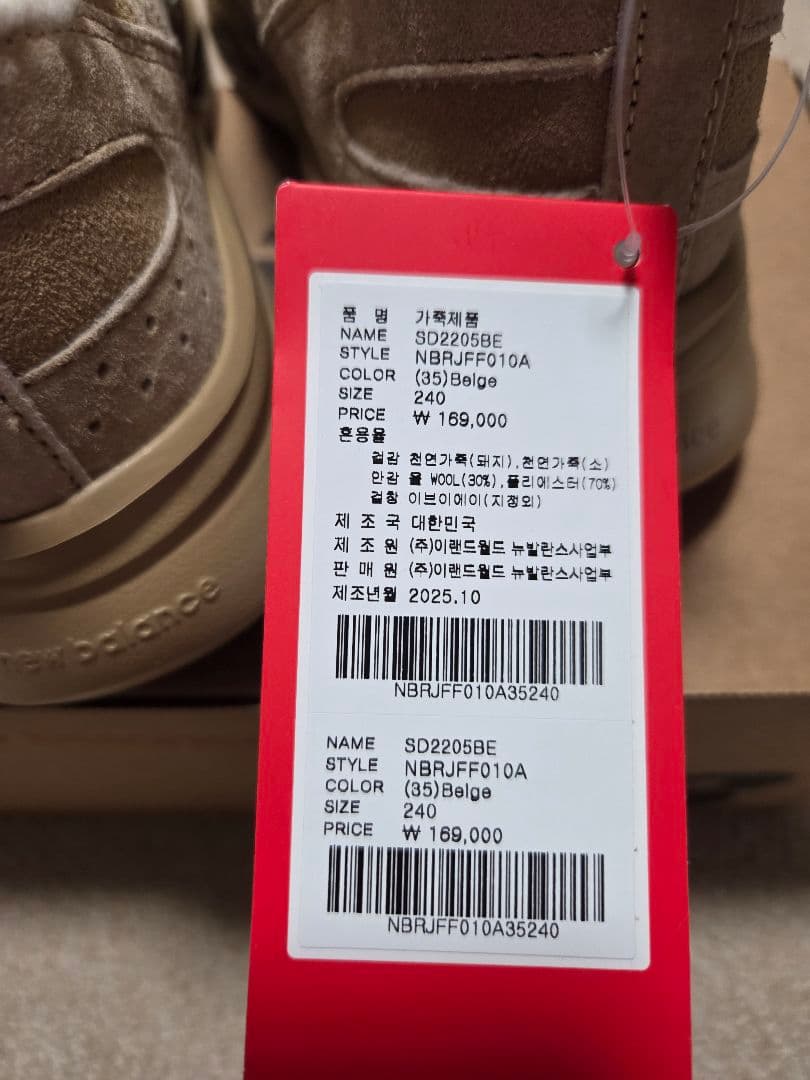 품 명 가죽제품
NAME SD2205BE
STYLE NBRJFF010A
COLOR (35)Beige
SIZE 240
PRICE ₩ 169,000
혼용율
겉감 천연가죽(돼지),천연가죽(소)
안감 울 WOOL(30%),폴리에스터(70%)
겉창 이브이에이(지정외)
제 조 국 대한민국
제 조 원 (주)이랜드월드 뉴발란스사업부
판 매 원 (주)이랜드월드 뉴발란스사업부
제조년월 2025.10
NBRJFF010A35240
NAME SD2205BE
STYLE NBRJFF010A
COLOR (35)Beige
SIZE 240
PRICE ₩ 169,000
NBRJFF010A35240
new balance